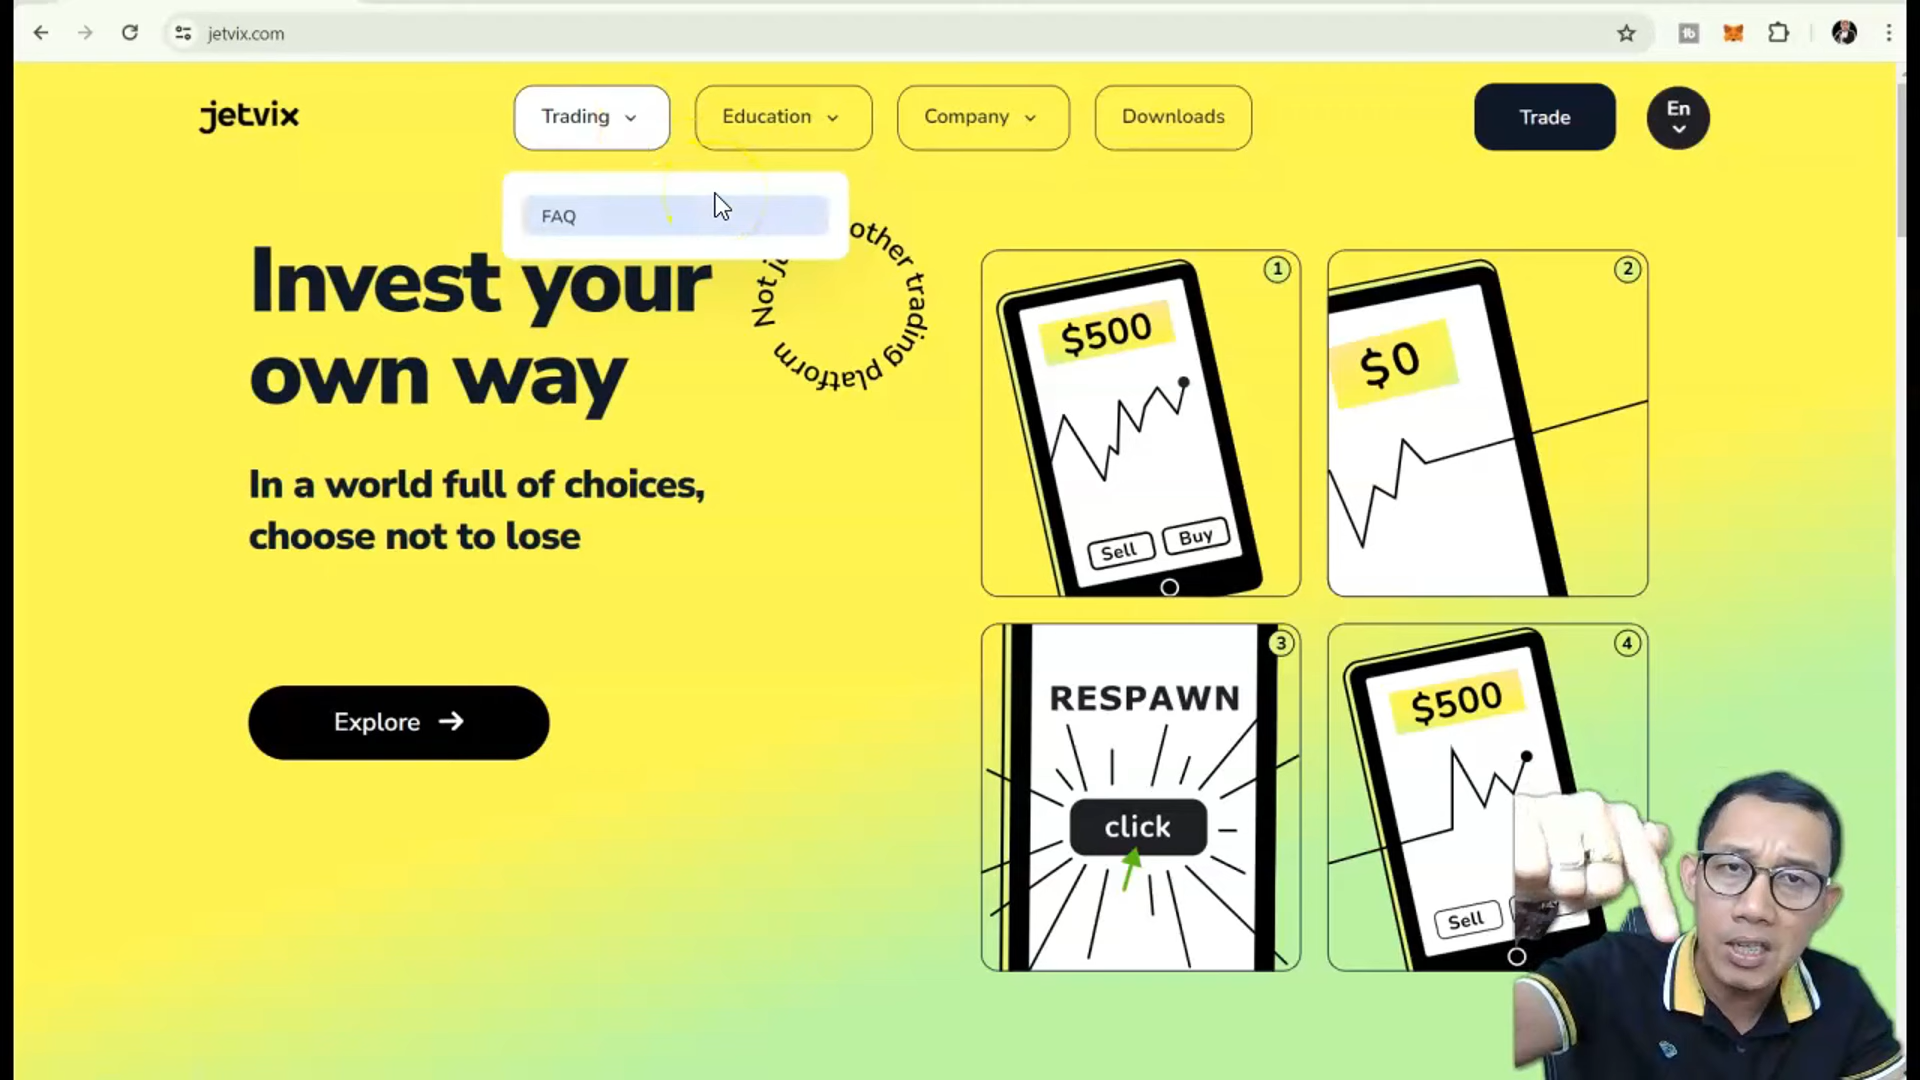 jetvix.com
jetvix
Trading
Education
Company
Downloads
Trade
En
FAQ
Invest your
own way
other trading platform
In a world full of choices,
choose not to lose
Explore
1
$500
Sell
Buy
2
$0
3
RESPAWN
click
4
$500
Sell